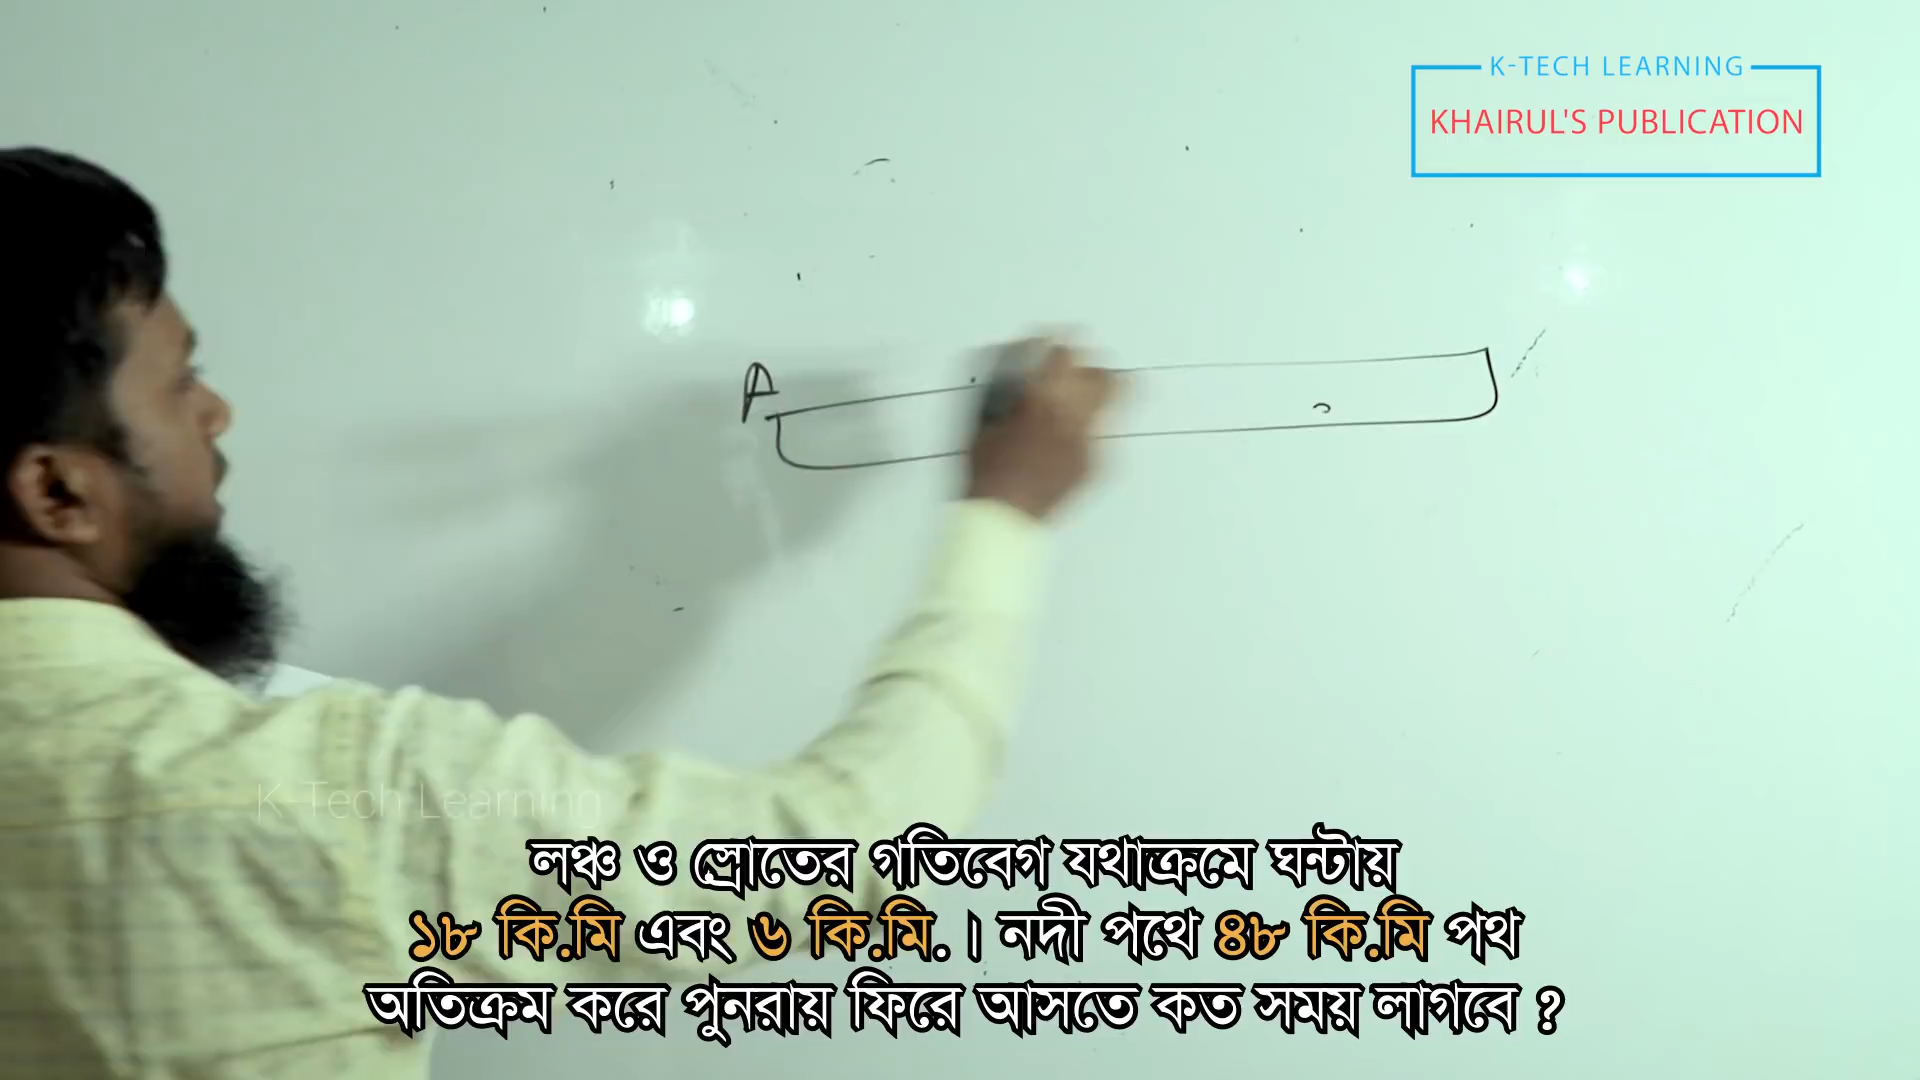 K-TECH LEARNING
KHAIRUL'S PUBLICATION
A
K-Tech Learning
লঞ্চ ও স্রোতের গতিবেগ যথাক্রমে ঘন্টায়
১৮ কি.মি এবং ৬ কি.মি. । নদী পথে ৪৮ কি.মি পথ
অতিক্রম করে পুনরায় ফিরে আসতে কত সময় লাগবে ?